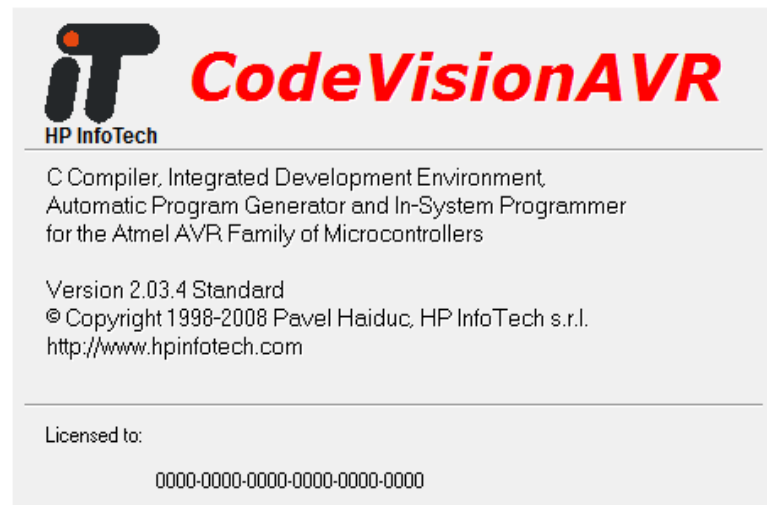 iT
CodeVisionAVR
HP InfoTech
C Compiler, Integrated Development Environment,
Automatic Program Generator and In-System Programmer
for the Atmel AVR Family of Microcontrollers
Version 2.03.4 Standard
© Copyright 1998-2008 Pavel Haiduc, HP InfoTech s.r.l.
http://www.hpinfotech.com
Licensed to:
0000-0000-0000-0000-0000-0000